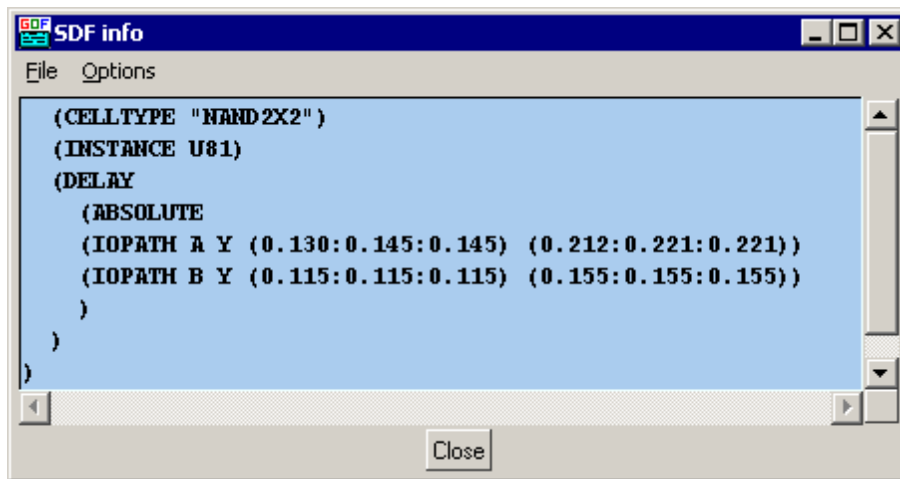 GOF
SDF info
File Options
(CELLTYPE "NAND2X2")
(INSTANCE U81)
(DELAY
(ABSOLUTE
(IOPATH A Y (0.130:0.145:0.145) (0.212:0.221:0.221))
(IOPATH B Y (0.115:0.115:0.115) (0.155:0.155:0.155))
)
)
)
Close